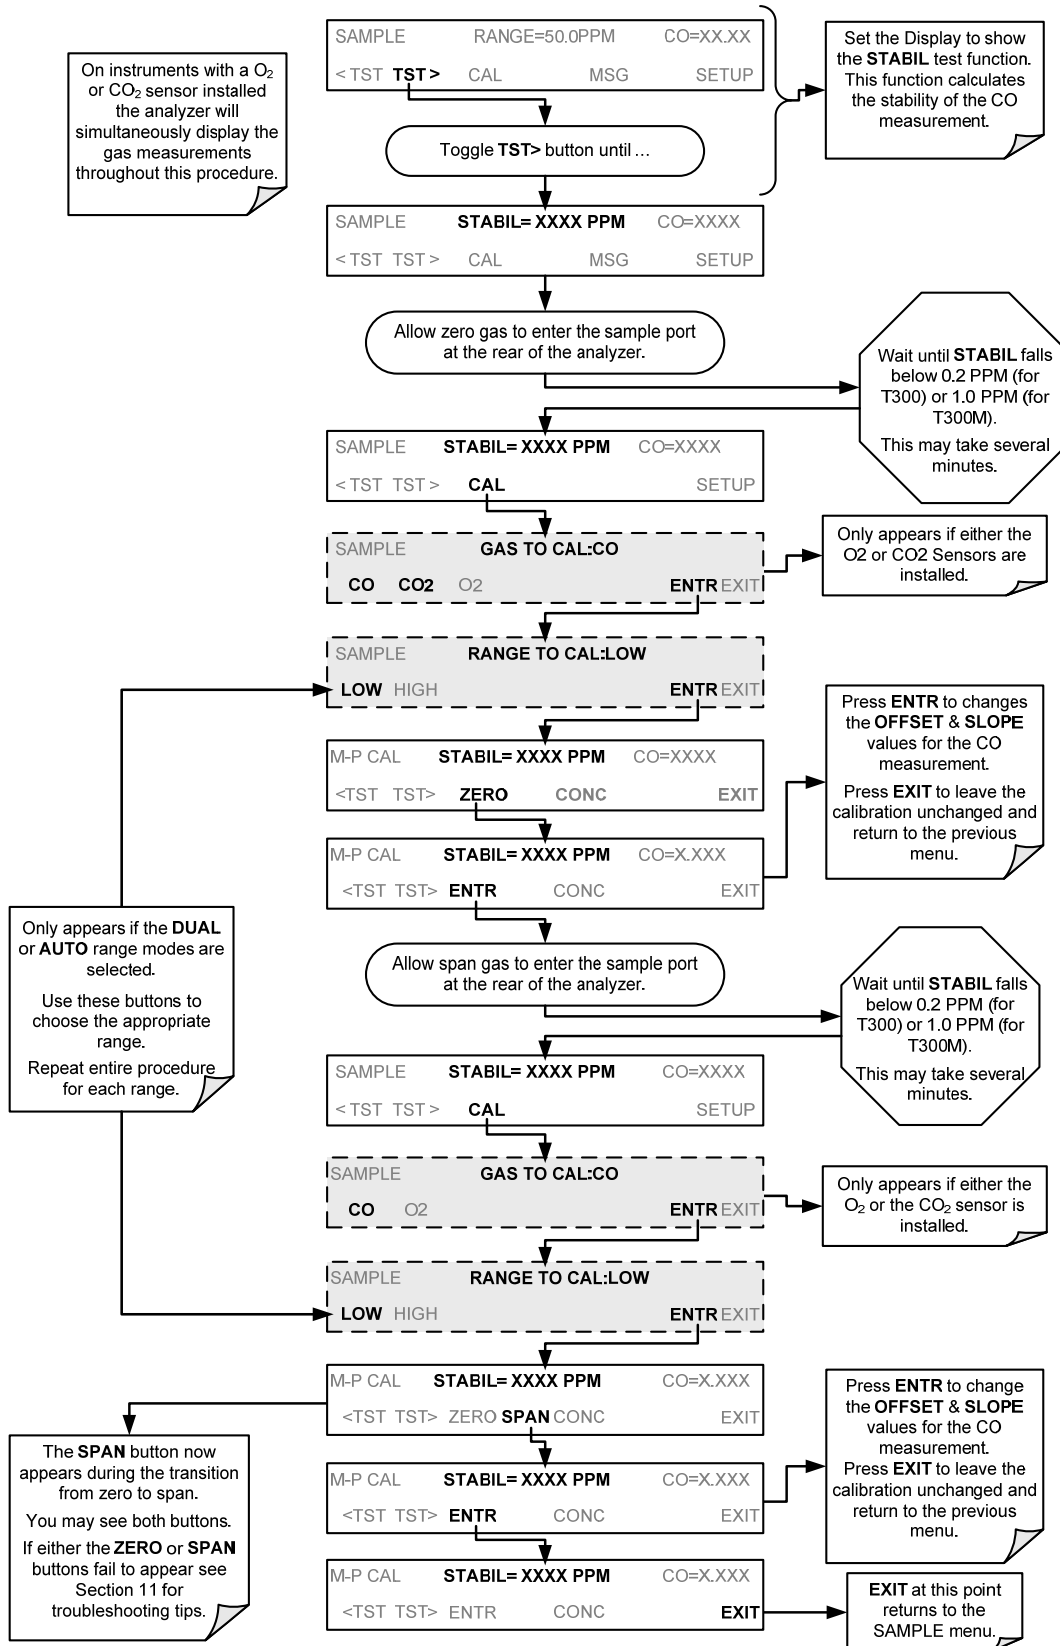 SAMPLE RANGE=50.0PPM CO=XX.XX
< TST TST > CAL MSG SETUP
Set the Display to show
the STABIL test function.
This function calculates
the stability of the CO
measurement.
On instruments with a O₂
or CO₂ sensor installed
the analyzer will
simultaneously display the
gas measurements
throughout this procedure.
Toggle TST> button until …
SAMPLE STABIL= XXXX PPM CO=XXXX
< TST TST > CAL MSG SETUP
Allow zero gas to enter the sample port
at the rear of the analyzer.
Wait until STABIL falls
below 0.2 PPM (for
T300) or 1.0 PPM (for
T300M).
This may take several
minutes.
SAMPLE STABIL= XXXX PPM CO=XXXX
< TST TST > CAL SETUP
SAMPLE GAS TO CAL:CO
CO CO2 O2 ENTR EXIT
Only appears if either the
O2 or CO2 Sensors are
installed.
SAMPLE RANGE TO CAL:LOW
LOW HIGH ENTR EXIT
M-P CAL STABIL= XXXX PPM CO=XXXX
<TST TST> ZERO CONC EXIT
Press ENTR to changes
the OFFSET & SLOPE
values for the CO
measurement.
Press EXIT to leave the
calibration unchanged and
return to the previous
menu.
M-P CAL STABIL= XXXX PPM CO=X.XXX
<TST TST> ENTR CONC EXIT
Only appears if the DUAL
or AUTO range modes are
selected.
Use these buttons to
choose the appropriate
range.
Repeat entire procedure
for each range.
Allow span gas to enter the sample port
at the rear of the analyzer.
Wait until STABIL falls
below 0.2 PPM (for
T300) or 1.0 PPM (for
T300M).
This may take several
minutes.
SAMPLE STABIL= XXXX PPM CO=XXXX
< TST TST > CAL SETUP
SAMPLE GAS TO CAL:CO
CO O2 ENTR EXIT
Only appears if either the
O₂ or the CO₂ sensor is
installed.
SAMPLE RANGE TO CAL:LOW
LOW HIGH ENTR EXIT
M-P CAL STABIL= XXXX PPM CO=X.XXX
<TST TST> ZERO SPAN CONC EXIT
Press ENTR to change
the OFFSET & SLOPE
values for the CO
measurement.
Press EXIT to leave the
calibration unchanged and
return to the previous
menu.
The SPAN button now
appears during the transition
from zero to span.
You may see both buttons.
If either the ZERO or SPAN
buttons fail to appear see
Section 11 for
troubleshooting tips.
M-P CAL STABIL= XXXX PPM CO=X.XXX
<TST TST> ENTR CONC EXIT
M-P CAL STABIL= XXXX PPM CO=X.XXX
<TST TST> ENTR CONC EXIT
EXIT at this point
returns to the
SAMPLE menu.